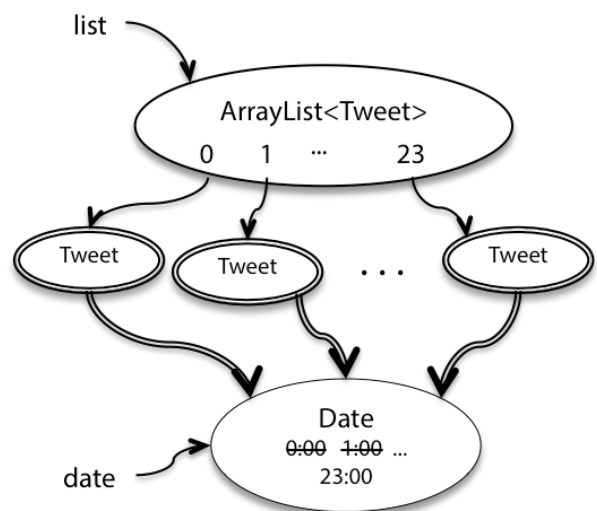 list
ArrayList<Tweet>
0 1 ... 23
Tweet Tweet ... Tweet
Date
0:00 1:00 ...
23:00
date